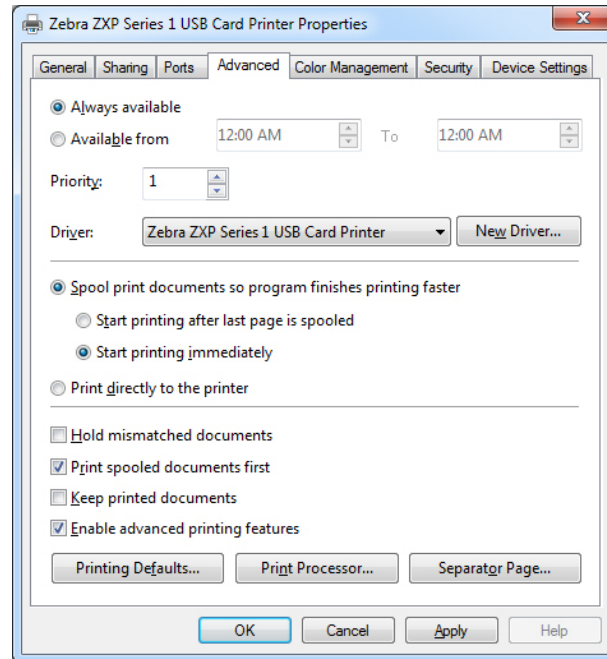 Zebra ZXP Series 1 USB Card Printer Properties
General Sharing Ports Advanced Color Management Security Device Settings
Always available
Available from 12:00 AM To 12:00 AM
Priority: 1
Driver: Zebra ZXP Series 1 USB Card Printer New Driver...
Spool print documents so program finishes printing faster
Start printing after last page is spooled
Start printing immediately
Print directly to the printer
Hold mismatched documents
Print spooled documents first
Keep printed documents
Enable advanced printing features
Printing Defaults... Print Processor... Separator Page...
OK Cancel Apply Help